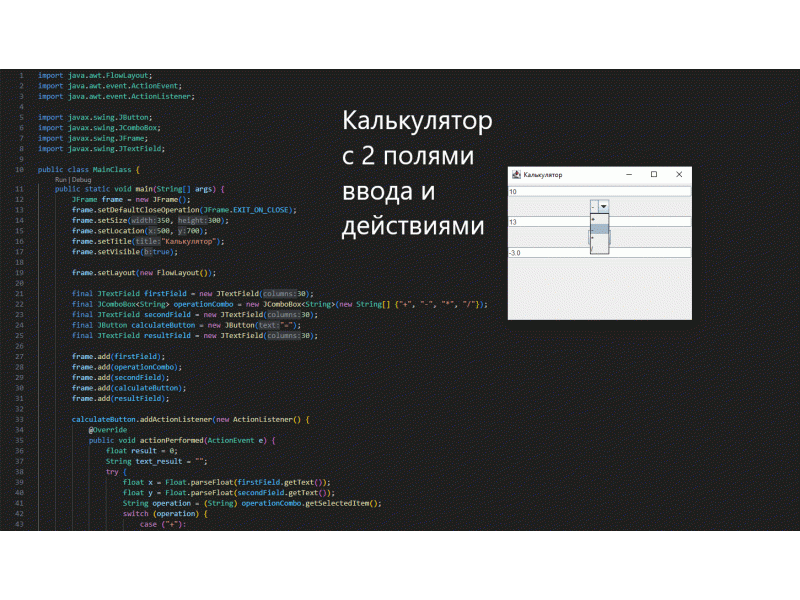 1 import java.awt.FlowLayout;
2 import java.awt.event.ActionEvent;
3 import java.awt.event.ActionListener;
4
5 import javax.swing.JButton;
6 import javax.swing.JComboBox;
7 import javax.swing.JFrame;
8 import javax.swing.JTextField;
9
10 public class MainClass {
Run | Debug
11 public static void main(String[] args) {
12 JFrame frame = new JFrame();
13 frame.setDefaultCloseOperation(JFrame.EXIT_ON_CLOSE);
14 frame.setSize(width:350, height:300);
15 frame.setLocation(x:500, y:700);
16 frame.setTitle(title:"Калькулятор");
17 frame.setVisible(b:true);
18
19 frame.setLayout(new FlowLayout());
20
21 final JTextField firstField = new JTextField(columns:30);
22 final JComboBox<String> operationCombo = new JComboBox<String>(new String[] {"+", "-", "*", "/"});
23 final JTextField secondField = new JTextField(columns:30);
24 final JButton calculateButton = new JButton(text:"=");
25 final JTextField resultField = new JTextField(columns:30);
26
27 frame.add(firstField);
28 frame.add(operationCombo);
29 frame.add(secondField);
30 frame.add(calculateButton);
31 frame.add(resultField);
32
33 calculateButton.addActionListener(new ActionListener() {
34 @Override
35 public void actionPerformed(ActionEvent e) {
36 float result = 0;
37 String text_result = "";
38 try {
39 float x = Float.parseFloat(firstField.getText());
40 float y = Float.parseFloat(secondField.getText());
41 String operation = (String) operationCombo.getSelectedItem();
42 switch (operation) {
43 case ("+"):
Калькулятор
с 2 полями
ввода и
действиями
Калькулятор
10
-
13
-3.0